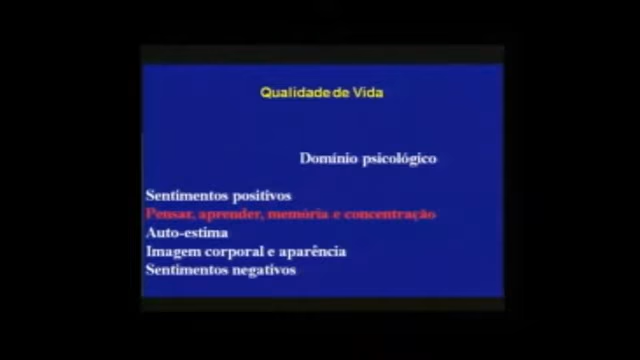 Qualidade de Vida
Domínio psicológico
Sentimentos positivos
Pensar, aprender, memória e concentração
Auto-estima
Imagem corporal e aparência
Sentimentos negativos